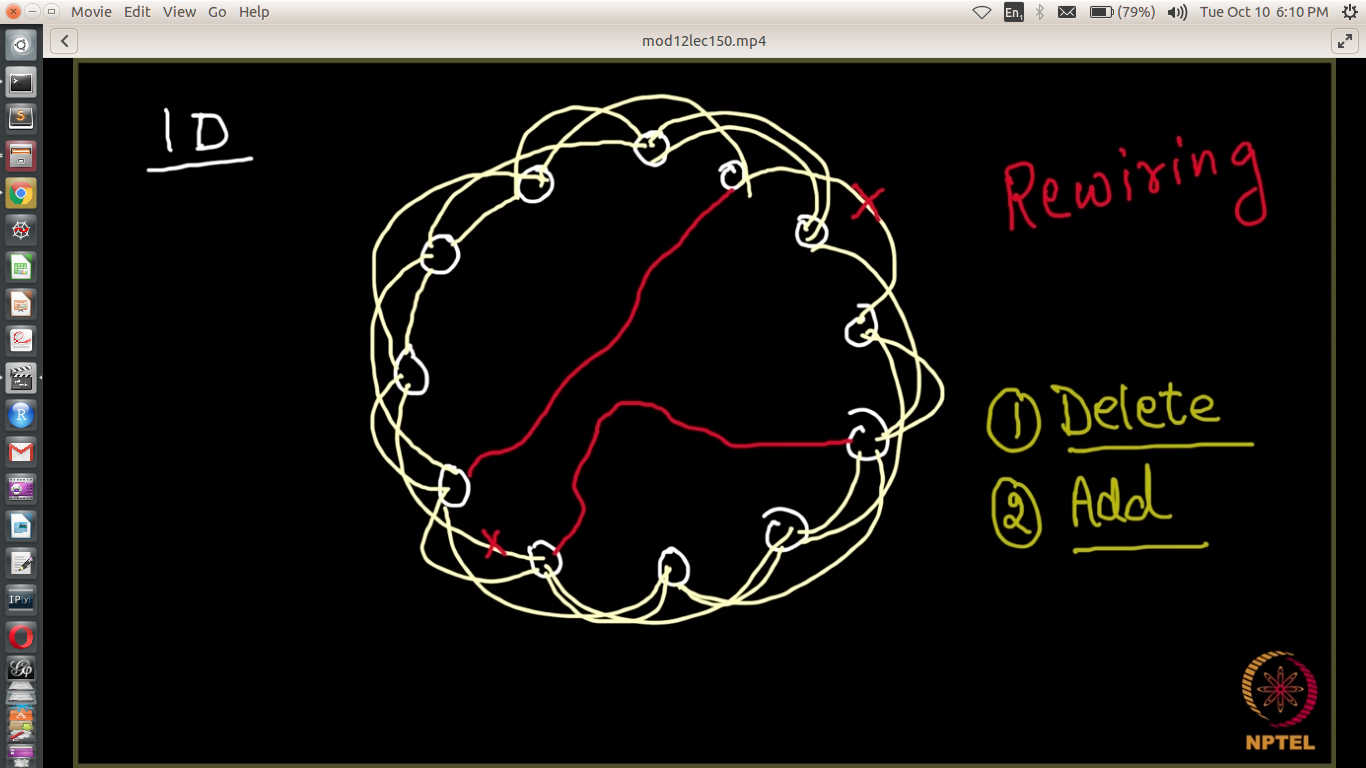 Movie Edit View Go Help
En1 (79%) Tue Oct 10 6:10 PM
mod12lec150.mp4
1D
Rewiring
① Delete
② Add
NPTEL